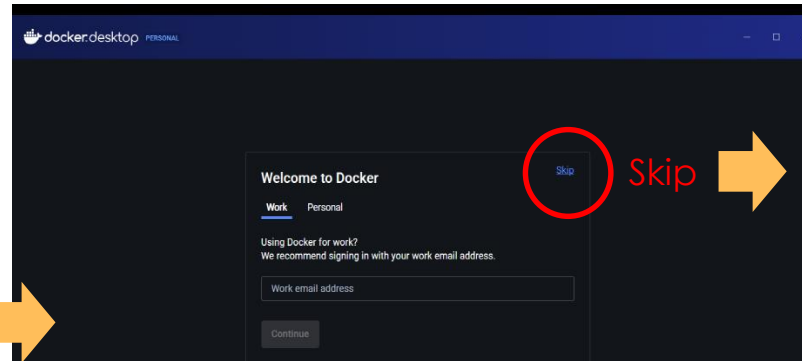 docker.desktop PERSONAL
Welcome to Docker
Skip
Skip
Work Personal
Using Docker for work?
We recommend signing in with your work email address.
Work email address
Continue